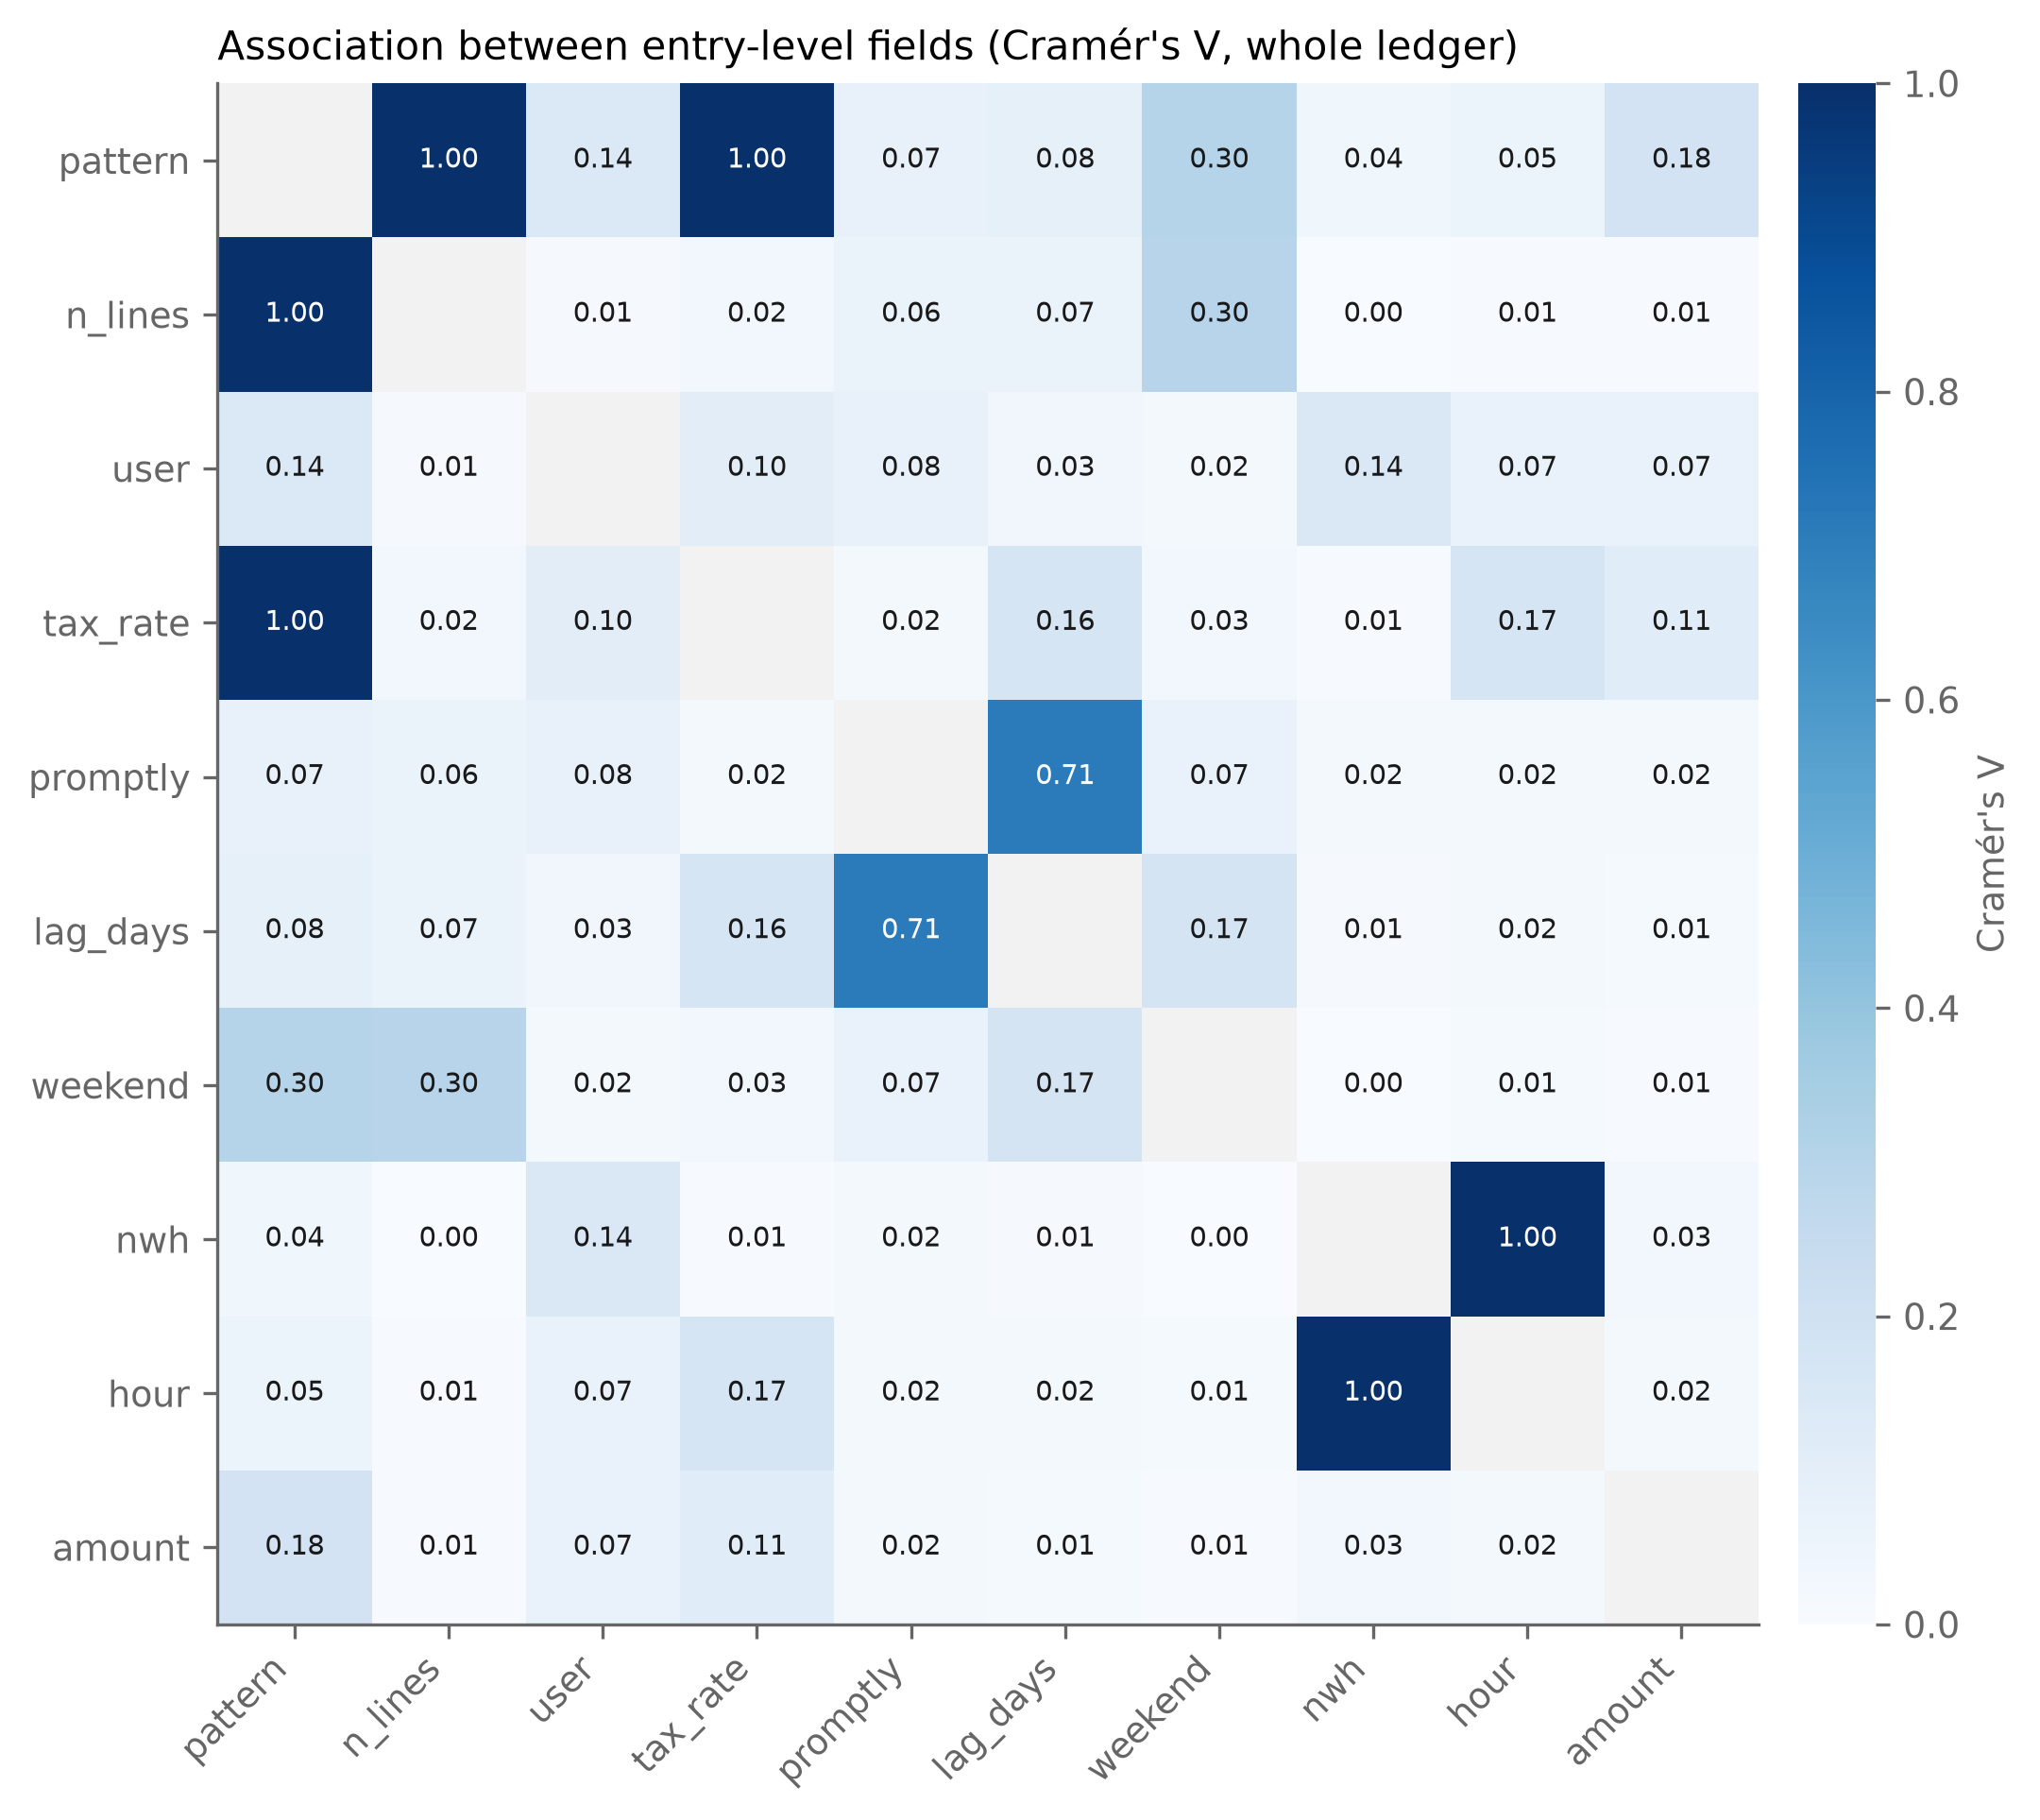 Association between entry-level fields (Cramér's V, whole ledger)
pattern 1.00 0.14 1.00 0.07 0.08 0.30 0.04 0.05 0.18
n_lines 1.00 0.01 0.02 0.06 0.07 0.30 0.00 0.01 0.01
user 0.14 0.01 0.10 0.08 0.03 0.02 0.14 0.07 0.07
tax_rate 1.00 0.02 0.10 0.02 0.16 0.03 0.01 0.17 0.11
promptly 0.07 0.06 0.08 0.02 0.71 0.07 0.02 0.02 0.02
lag_days 0.08 0.07 0.03 0.16 0.71 0.17 0.01 0.02 0.01
weekend 0.30 0.30 0.02 0.03 0.07 0.17 0.00 0.01 0.01
nwh 0.04 0.00 0.14 0.01 0.02 0.01 0.00 1.00 0.03
hour 0.05 0.01 0.07 0.17 0.02 0.02 0.01 1.00 0.02
amount 0.18 0.01 0.07 0.11 0.02 0.01 0.01 0.03 0.02
pattern n_lines user tax_rate promptly lag_days weekend nwh hour amount
1.0
0.8
0.6
0.4
0.2
0.0
Cramér's V